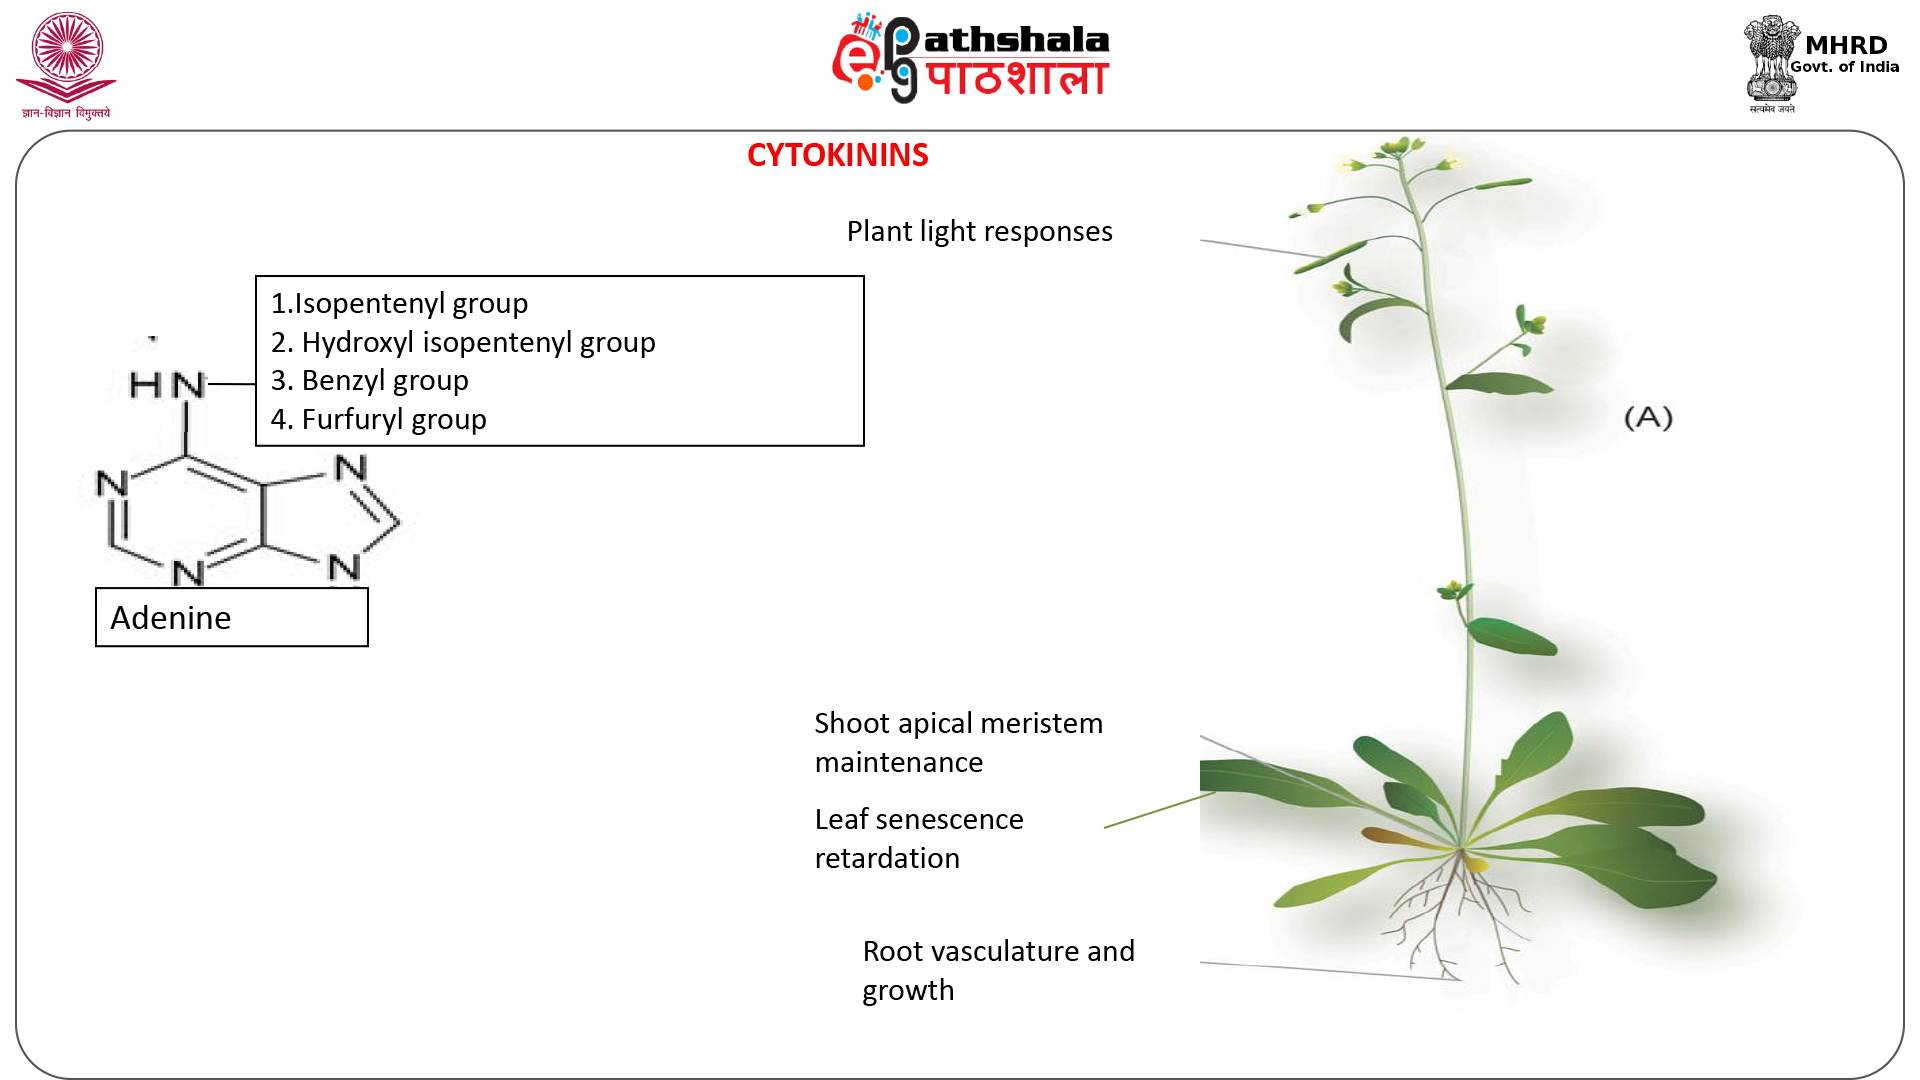 ज्ञान-विज्ञान विमुक्तये
ePathshala
पाठशाला
MHRD
Govt. of India
सत्यमेव जयते
CYTOKININS
Plant light responses
1.Isopentenyl group
2. Hydroxyl isopentenyl group
3. Benzyl group
4. Furfuryl group
HN
N
N
N
N
Adenine
(A)
Shoot apical meristem
maintenance
Leaf senescence
retardation
Root vasculature and
growth